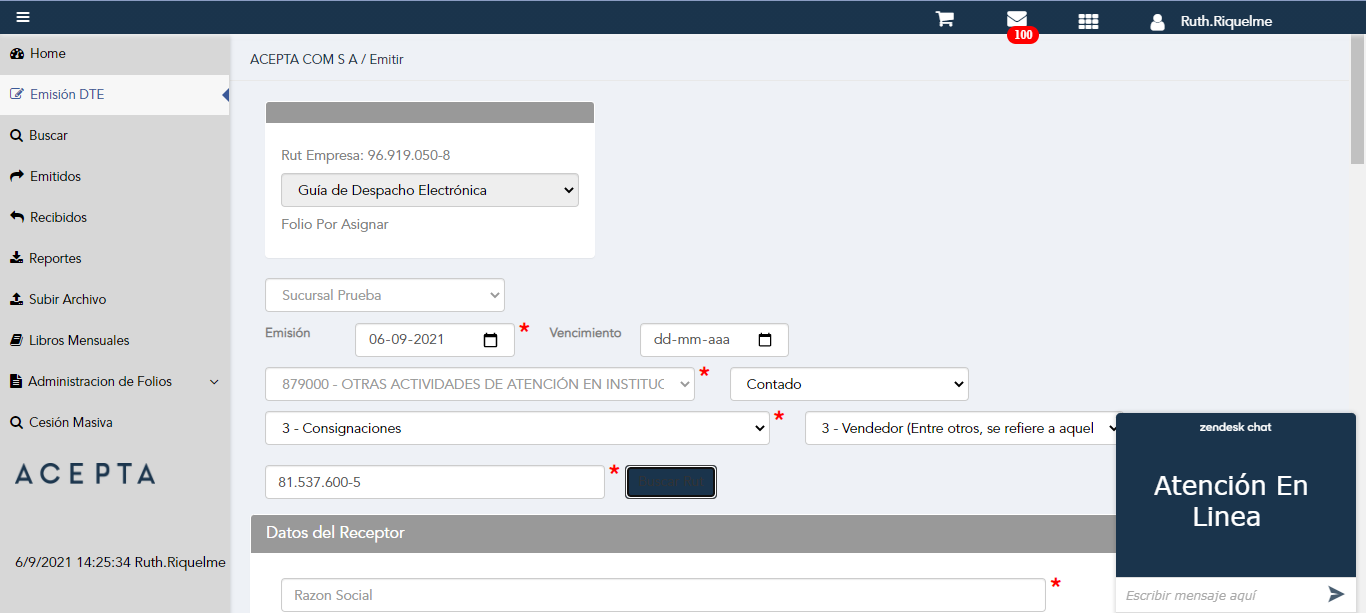 100
Ruth.Riquelme
Home
Emisión DTE
Buscar
Emitidos
Recibidos
Reportes
Subir Archivo
Libros Mensuales
Administracion de Folios
Cesión Masiva
ACEPTA
6/9/2021 14:25:34 Ruth.Riquelme
ACEPTA COM S A / Emitir
Rut Empresa: 96.919.050-8
Guía de Despacho Electrónica
Folio Por Asignar
Sucursal Prueba
Emisión
06-09-2021
*
Vencimiento
dd-mm-aaa
879000 - OTRAS ACTIVIDADES DE ATENCIÓN EN INSTITUC
*
Contado
3 - Consignaciones
*
3 - Vendedor (Entre otros, se refiere a aquel
81.537.600-5
*
Datos del Receptor
Razon Social
*
zendesk chat
Atención En
Linea
Escribir mensaje aquí